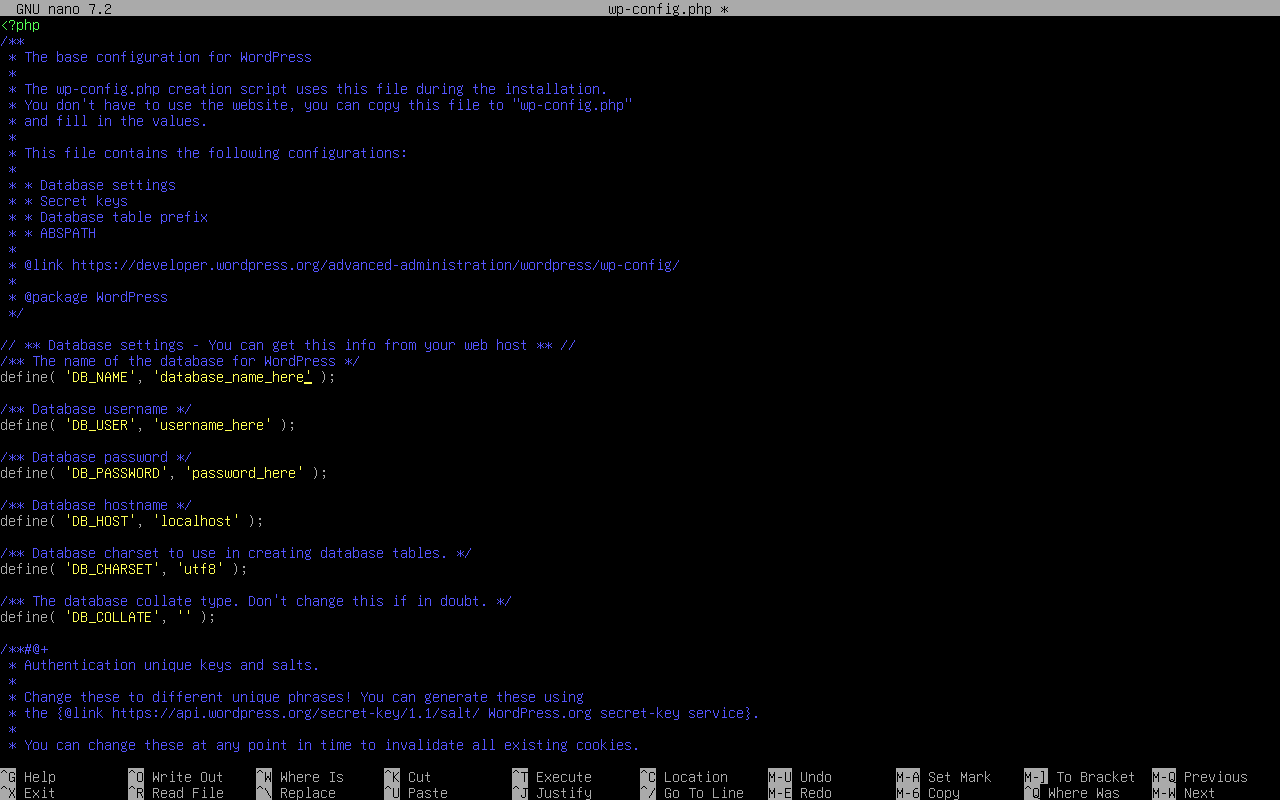 GNU nano 7.2 wp-config.php *
<?php
/**
 * The base configuration for WordPress
 *
 * The wp-config.php creation script uses this file during the installation.
 * You don't have to use the website, you can copy this file to "wp-config.php"
 * and fill in the values.
 *
 * This file contains the following configurations:
 *
 * * Database settings
 * * Secret keys
 * * Database table prefix
 * * ABSPATH
 *
 * @link https://developer.wordpress.org/advanced-administration/wordpress/wp-config/
 *
 * @package WordPress
 */

// ** Database settings - You can get this info from your web host ** //
/** The name of the database for WordPress */
define( 'DB_NAME', 'database_name_here' );

/** Database username */
define( 'DB_USER', 'username_here' );

/** Database password */
define( 'DB_PASSWORD', 'password_here' );

/** Database hostname */
define( 'DB_HOST', 'localhost' );

/** Database charset to use in creating database tables. */
define( 'DB_CHARSET', 'utf8' );

/** The database collate type. Don't change this if in doubt. */
define( 'DB_COLLATE', '' );

/**#@+
 * Authentication unique keys and salts.
 *
 * Change these to different unique phrases! You can generate these using
 * the {@link https://api.wordpress.org/secret-key/1.1/salt/ WordPress.org secret-key service}.
 *
 * You can change these at any point in time to invalidate all existing cookies.
^G Help ^O Write Out ^W Where Is ^K Cut ^T Execute ^C Location M-U Undo M-A Set Mark M-] To Bracket M-Q Previous
^X Exit ^R Read File ^\ Replace ^U Paste ^J Justify ^/ Go To Line M-E Redo M-6 Copy ^Q Where Was M-W Next